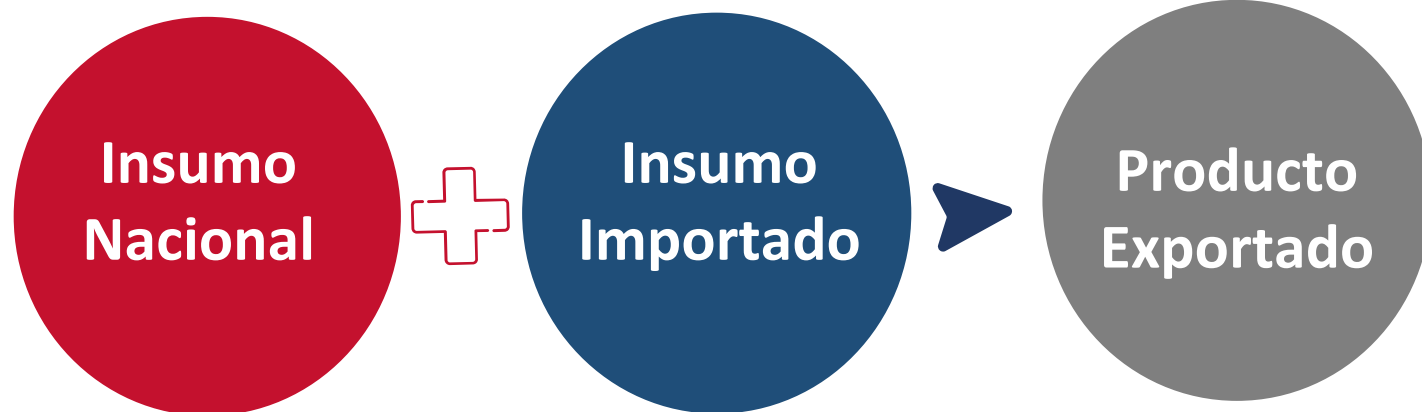 Insumo
Nacional
Insumo
Importado
Producto
Exportado